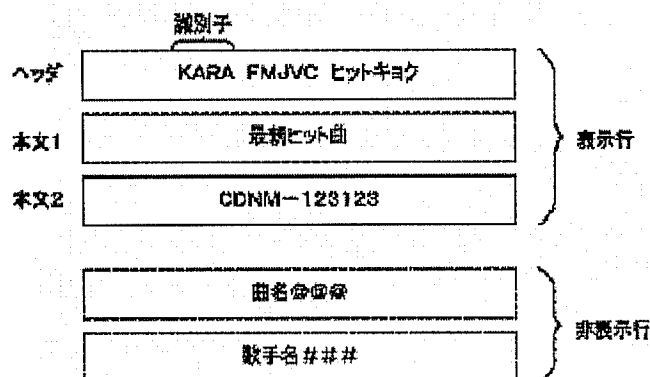 識別子
ヘッダ KARA FMJVC ヒットキョク
本文1 最新ヒット曲 表示行
本文2 CDNM-123123
曲名@@@
非表示行
歌手名###